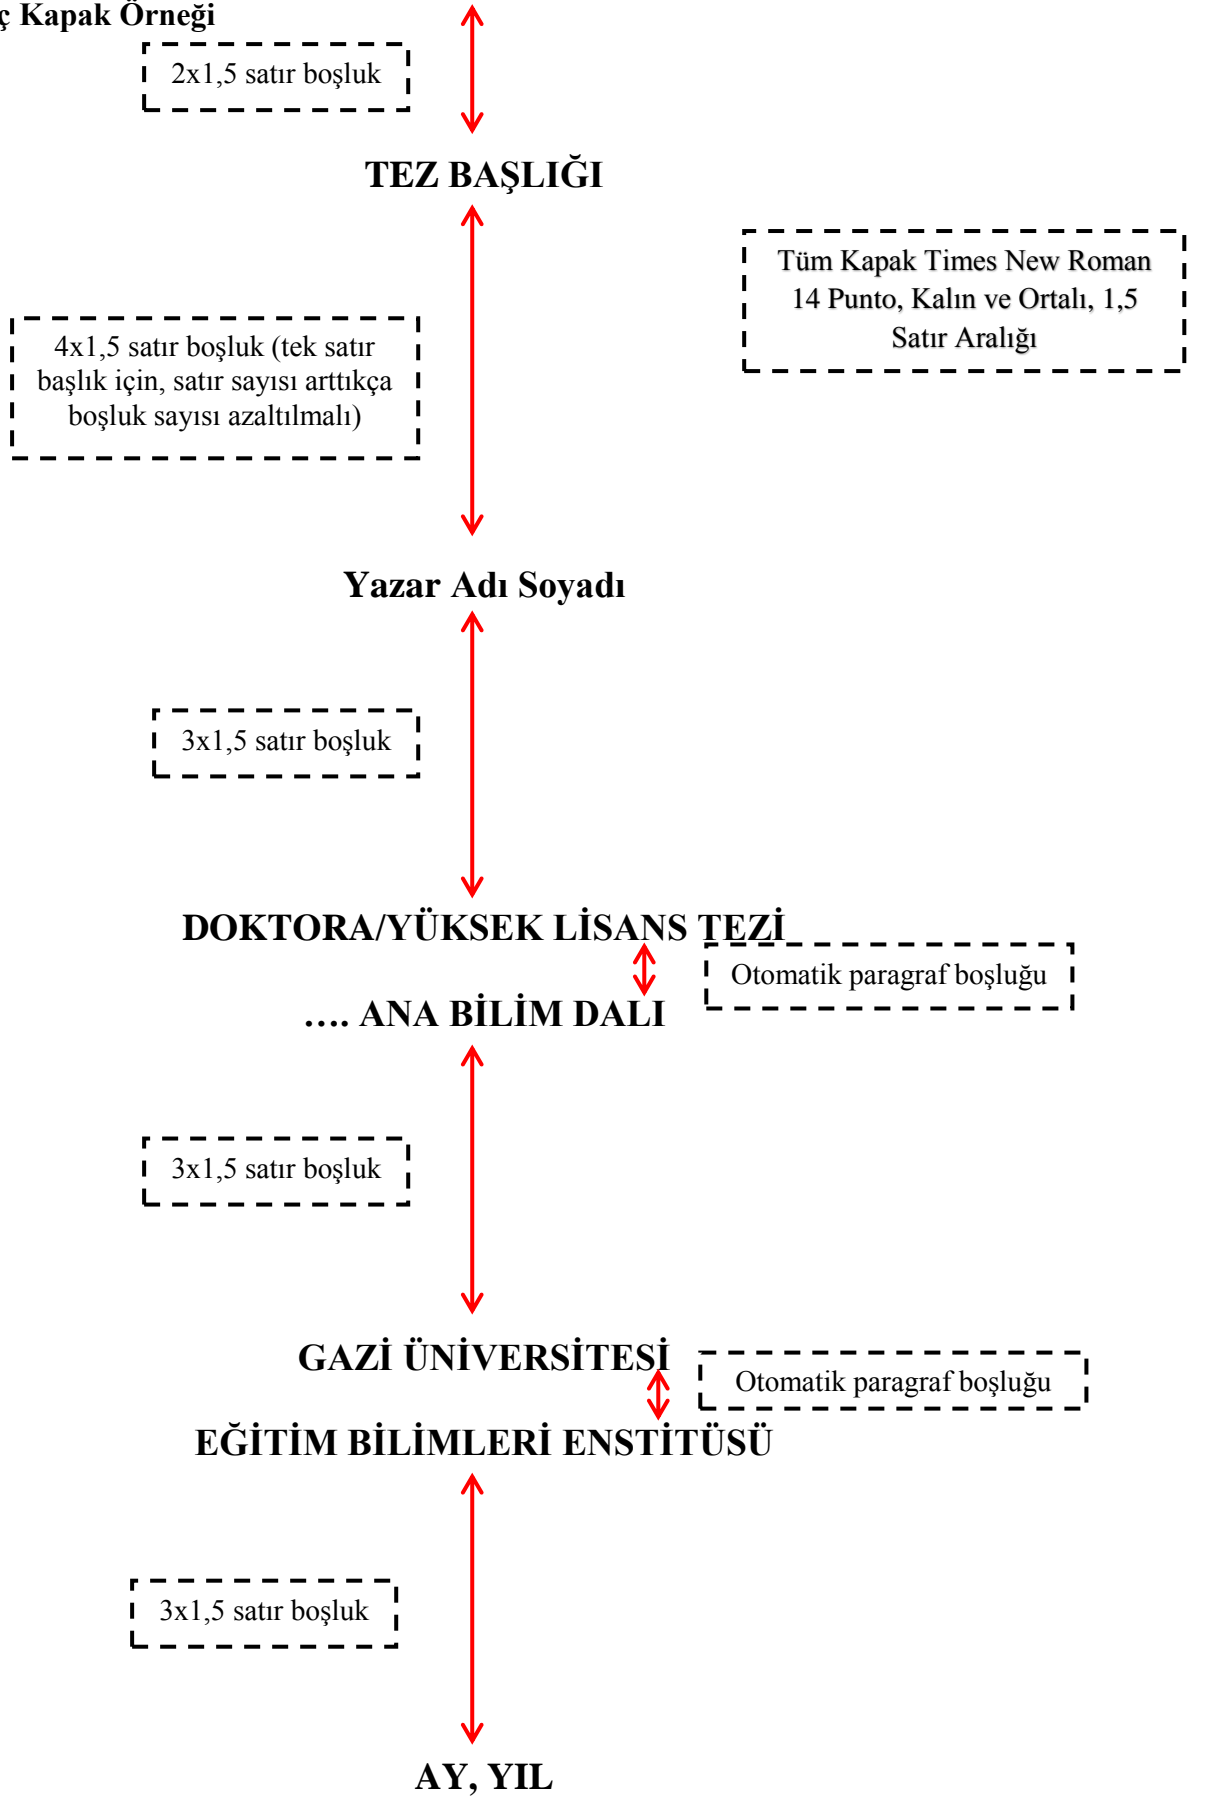 ç Kapak Örneği
2x1,5 satır boşluk
TEZ BAŞLIĞI
Tüm Kapak Times New Roman
14 Punto, Kalın ve Ortalı, 1,5
Satır Aralığı
4x1,5 satır boşluk (tek satır
başlık için, satır sayısı arttıkça
boşluk sayısı azaltılmalı)
Yazar Adı Soyadı
3x1,5 satır boşluk
DOKTORA/YÜKSEK LİSANS TEZİ
Otomatik paragraf boşluğu
…. ANA BİLİM DALI
3x1,5 satır boşluk
GAZİ ÜNİVERSİTESİ
Otomatik paragraf boşluğu
EĞİTİM BİLİMLERİ ENSTİTÜSÜ
3x1,5 satır boşluk
AY, YIL